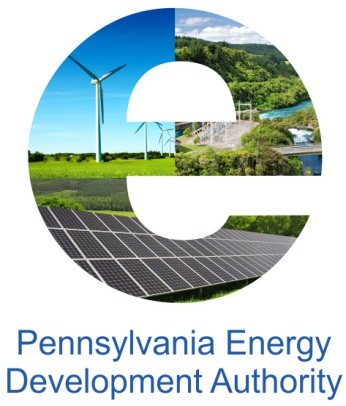 e
Pennsylvania Energy
Development Authority